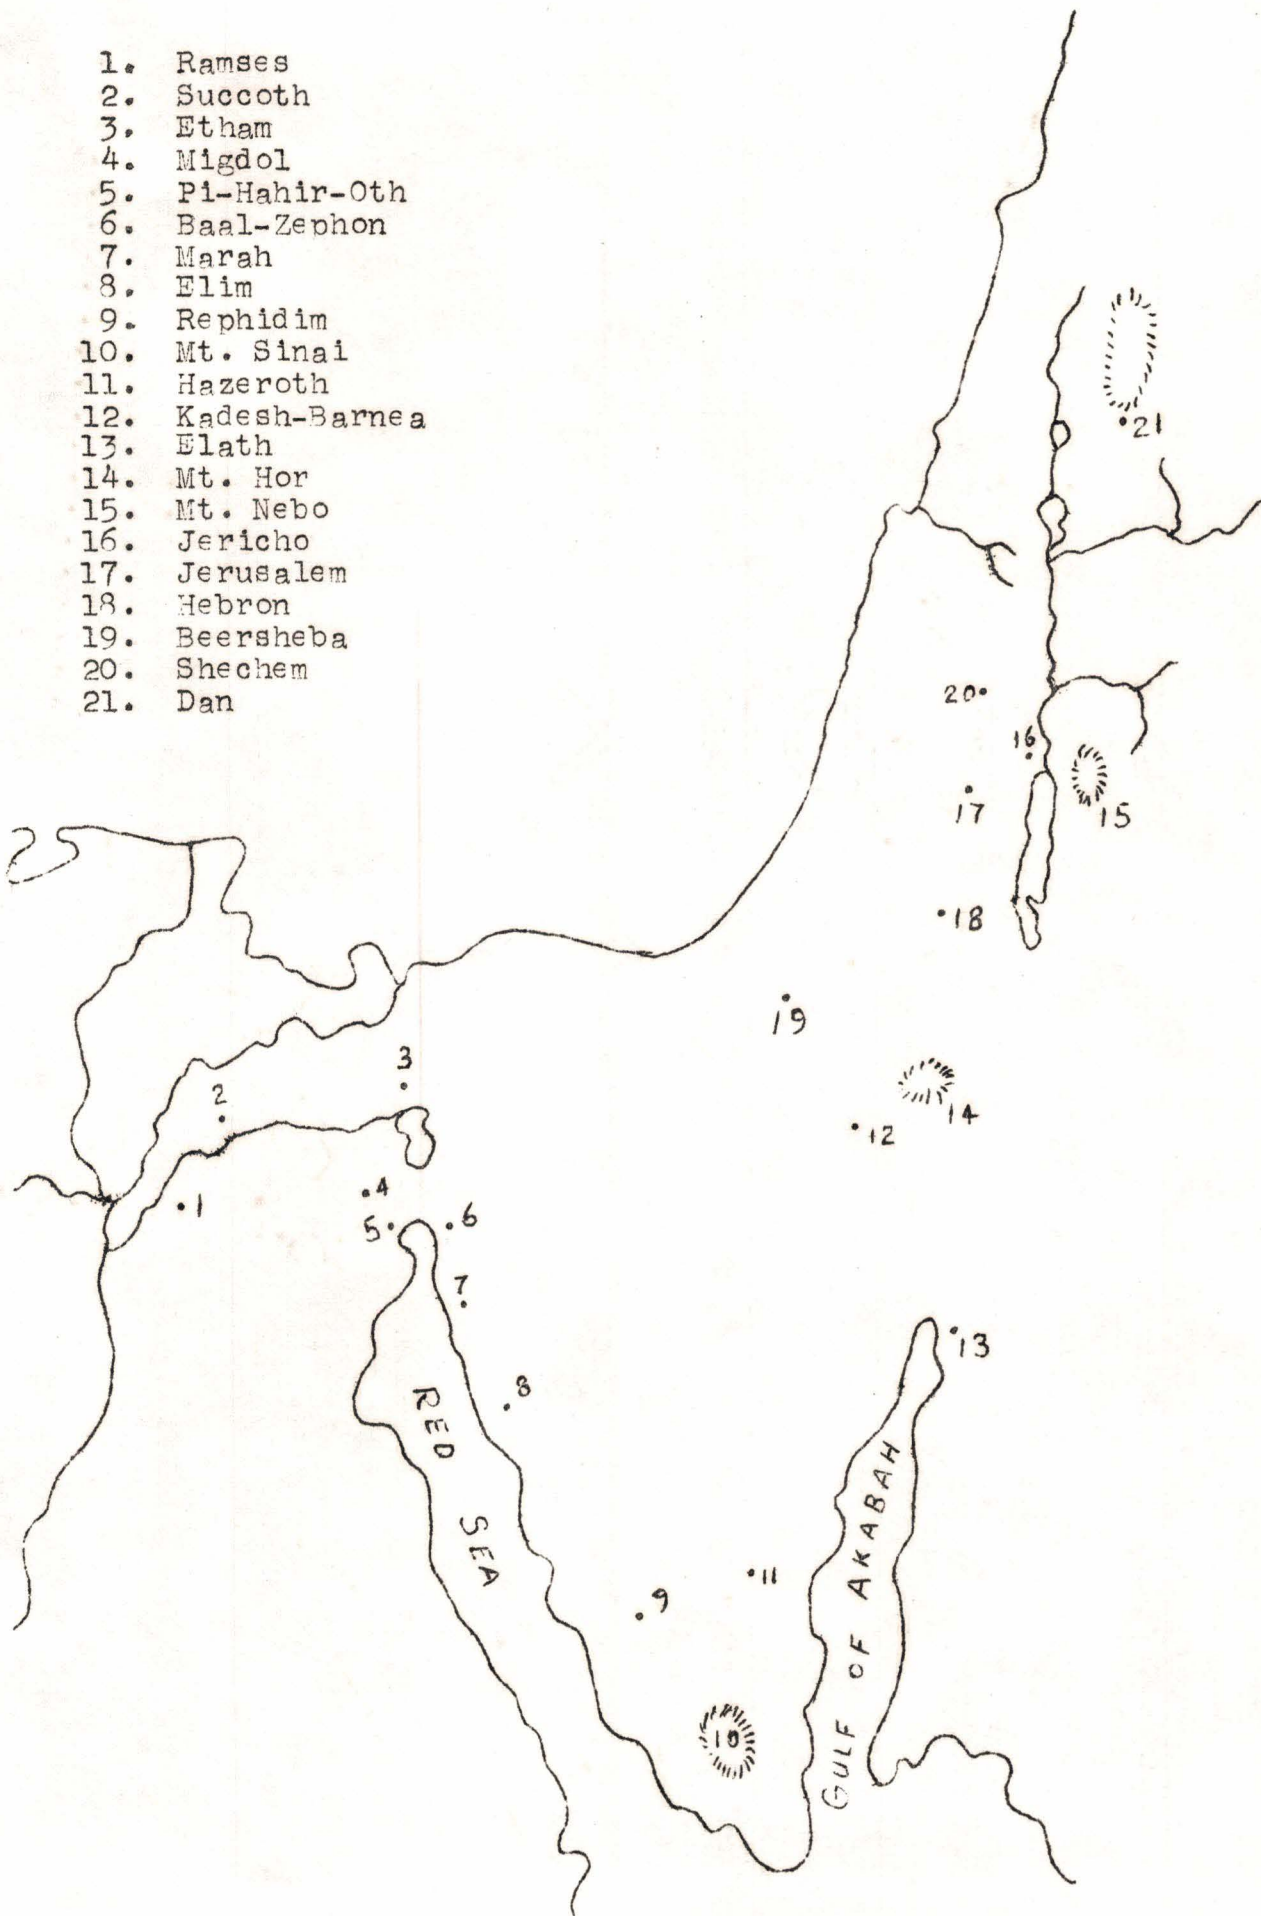 1. Ramses
2. Succoth
3. Etham
4. Migdol
5. Pi-Hahir-Oth
6. Baal-Zephon
7. Marah
8. Elim
9. Rephidim
10. Mt. Sinai
11. Hazeroth
12. Kadesh-Barnea
13. Elath
14. Mt. Hor
15. Mt. Nebo
16. Jericho
17. Jerusalem
18. Hebron
19. Beersheba
20. Shechem
21. Dan
21
20
16
17
15
18
19
3
2
14
12
4
1
5
6
7
13
8
RED SEA
GULF OF AKABAH
11
9
10